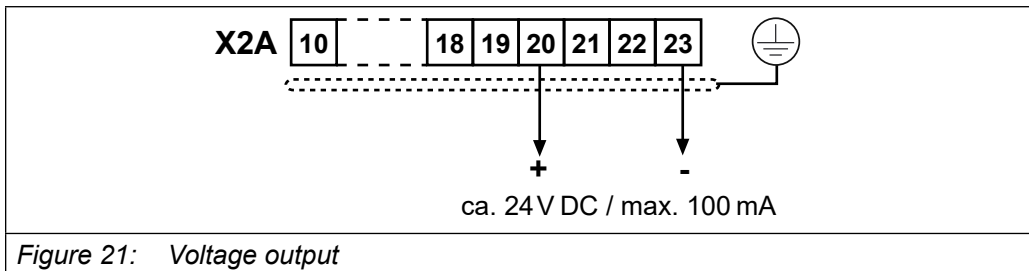 X2A 10 18 19 20 21 22 23
+ -
ca. 24 V DC / max. 100 mA
Figure 21: Voltage output